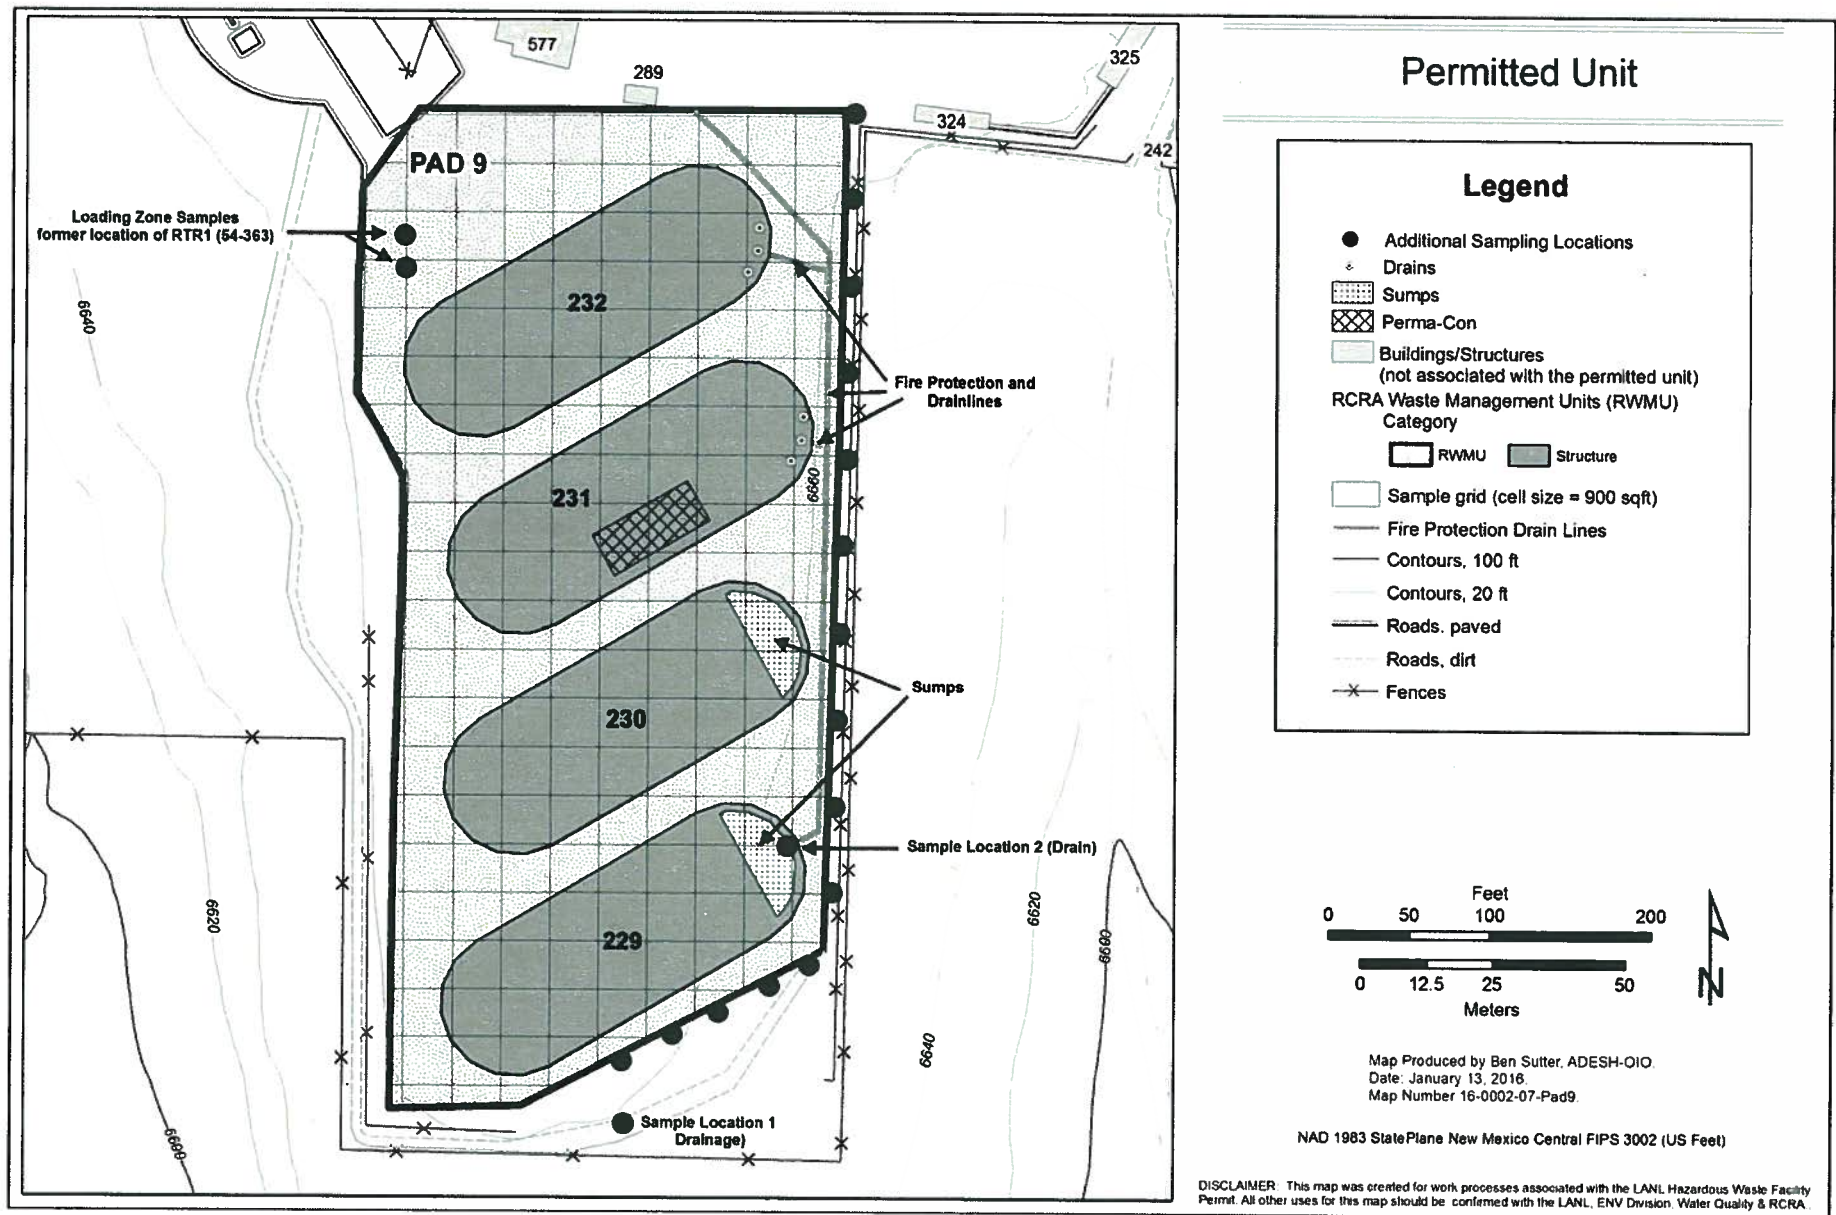 577
289
325
324
242
PAD 9
Loading Zone Samples
former location of RTR1 (54-363)
6640
232
Fire Protection and
Drainlines
231
6660
Sumps
230
Sample Location 2 (Drain)
229
6620
6620
6600
6640
Sample Location 1
Drainage)
6600
Permitted Unit
Legend
Additional Sampling Locations
Drains
Sumps
Perma-Con
Buildings/Structures
(not associated with the permitted unit)
RCRA Waste Management Units (RWMU)
Category
RWMU Structure
Sample grid (cell size = 900 sqft)
Fire Protection Drain Lines
Contours, 100 ft
Contours, 20 ft
Roads, paved
Roads, dirt
Fences
Feet
0 50 100 200
0 12.5 25 50
Meters
N
Map Produced by Ben Sutter, ADESH-OIO.
Date: January 13, 2016.
Map Number 16-0002-07-Pad9.
NAD 1983 StatePlane New Mexico Central FIPS 3002 (US Feet)
DISCLAIMER: This map was created for work processes associated with the LANL Hazardous Waste Facility
Permit. All other uses for this map should be confirmed with the LANL, ENV Division, Water Quality & RCRA.